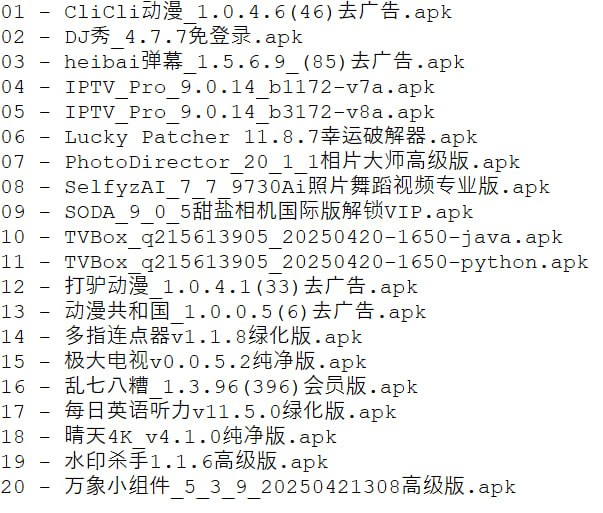 01 - CliCli动漫_1.0.4.6(46)去广告.apk
02 - DJ秀_4.7.7免登录.apk
03 - heibai弹幕_1.5.6.9_(85)去广告.apk
04 - IPTV_Pro_9.0.14_b1172-v7a.apk
05 - IPTV_Pro_9.0.14_b3172-v8a.apk
06 - Lucky Patcher 11.8.7幸运破解器.apk
07 - PhotoDirector_20_1_1相片大师高级版.apk
08 - SelfyzAI_7_7_9730Ai照片舞蹈视频专业版.apk
09 - SODA_9_0_5甜盐相机国际版解锁VIP.apk
10 - TVBox_q215613905_20250420-1650-java.apk
11 - TVBox_q215613905_20250420-1650-python.apk
12 - 打驴动漫_1.0.4.1(33)去广告.apk
13 - 动漫共和国_1.0.0.5(6)去广告.apk
14 - 多指连点器v1.1.8绿化版.apk
15 - 极大电视v0.0.5.2纯净版.apk
16 - 乱七八糟_1.3.96(396)会员版.apk
17 - 每日英语听力v11.5.0绿化版.apk
18 - 晴天4K_v4.1.0纯净版.apk
19 - 水印杀手1.1.6高级版.apk
20 - 万象小组件_5_3_9_20250421308高级版.apk